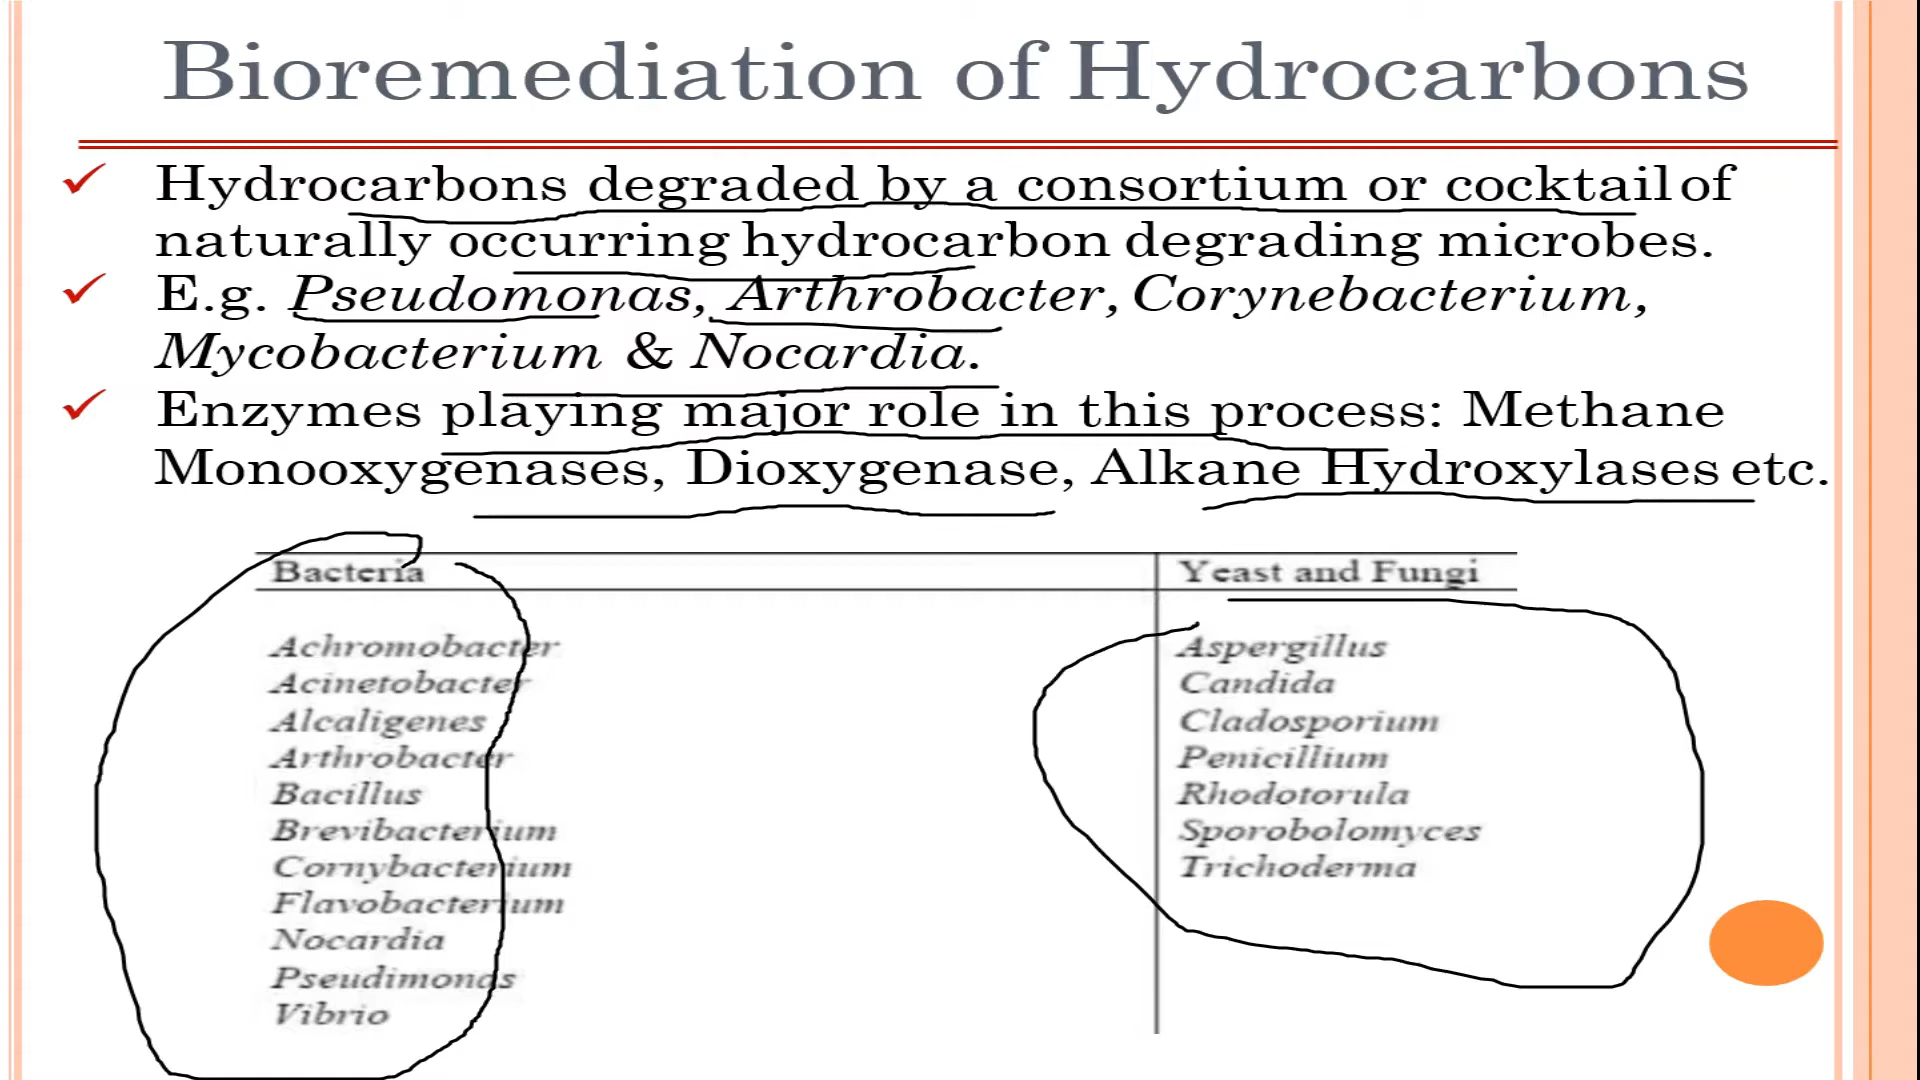 Bioremediation of Hydrocarbons
Hydrocarbons degraded by a consortium or cocktail of
naturally occurring hydrocarbon degrading microbes.
E.g. Pseudomonas, Arthrobacter, Corynebacterium,
Mycobacterium & Nocardia.
Enzymes playing major role in this process: Methane
Monooxygenases, Dioxygenase, Alkane Hydroxylases etc.
Bacteria
Achromobacter
Acinetobacter
Alcaligenes
Arthrobacter
Bacillus
Brevibacterium
Cornybacterium
Flavobacterium
Nocardia
Pseudimonas
Vibrio
Yeast and Fungi
Aspergillus
Candida
Cladosporium
Penicillium
Rhodotorula
Sporobolomyces
Trichoderma